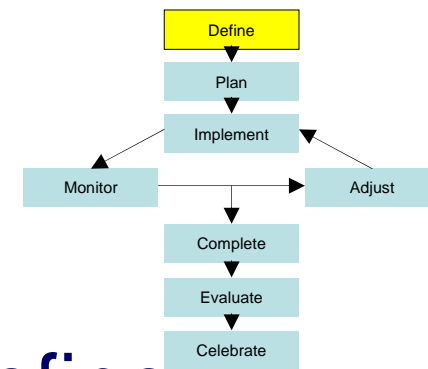 Define
Plan
Implement
Monitor
Adjust
Complete
Evaluate
Celebrate